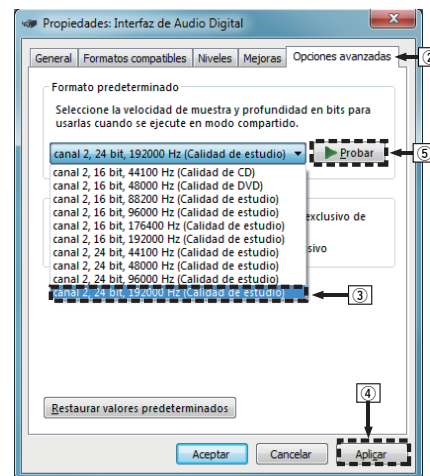 Propiedades: Interfaz de Audio Digital
General Formatos compatibles Niveles Mejoras Opciones avanzadas ②
Formato predeterminado
Seleccione la velocidad de muestra y profundidad en bits para
usarlas cuando se ejecute en modo compartido.
canal 2, 24 bit, 192000 Hz (Calidad de estudio) Probar ⑤
canal 2, 16 bit, 44100 Hz (Calidad de CD)
canal 2, 16 bit, 48000 Hz (Calidad de DVD)
canal 2, 16 bit, 88200 Hz (Calidad de estudio)
canal 2, 16 bit, 96000 Hz (Calidad de estudio)
exclusivo de
canal 2, 16 bit, 176400 Hz (Calidad de estudio)
canal 2, 16 bit, 192000 Hz (Calidad de estudio)
canal 2, 24 bit, 44100 Hz (Calidad de estudio)
sivo
canal 2, 24 bit, 48000 Hz (Calidad de estudio)
canal 2, 24 bit, 96000 Hz (Calidad de estudio)
canal 2, 24 bit, 192000 Hz (Calidad de estudio) ③
④
Restaurar valores predeterminados
Aceptar Cancelar Aplicar